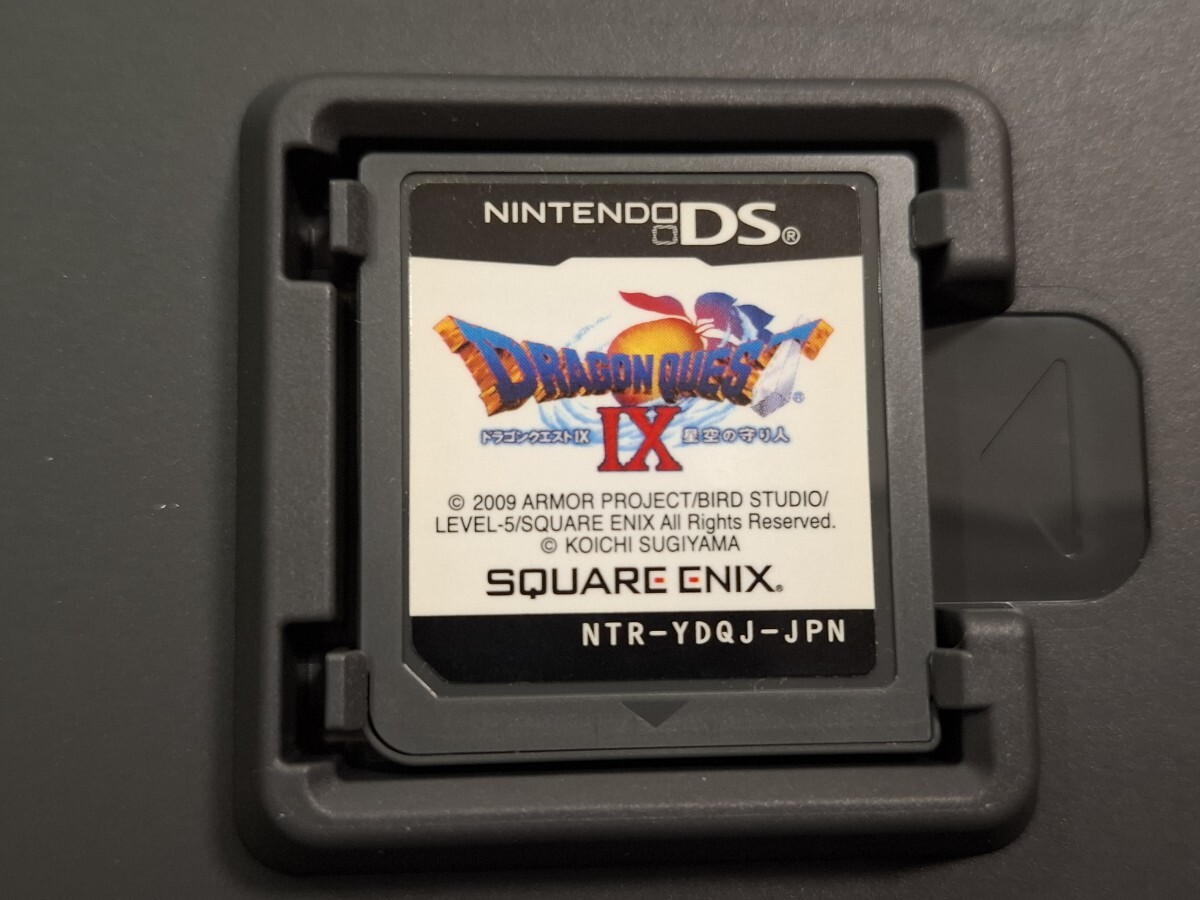 NINTENDO DS®
DRAGON QUEST®
IX
ドラゴンクエストIX 星空の守り人
© 2009 ARMOR PROJECT/BIRD STUDIO/
LEVEL-5/SQUARE ENIX All Rights Reserved.
© KOICHI SUGIYAMA
SQUARE ENIX®
NTR-YDQJ-JPN